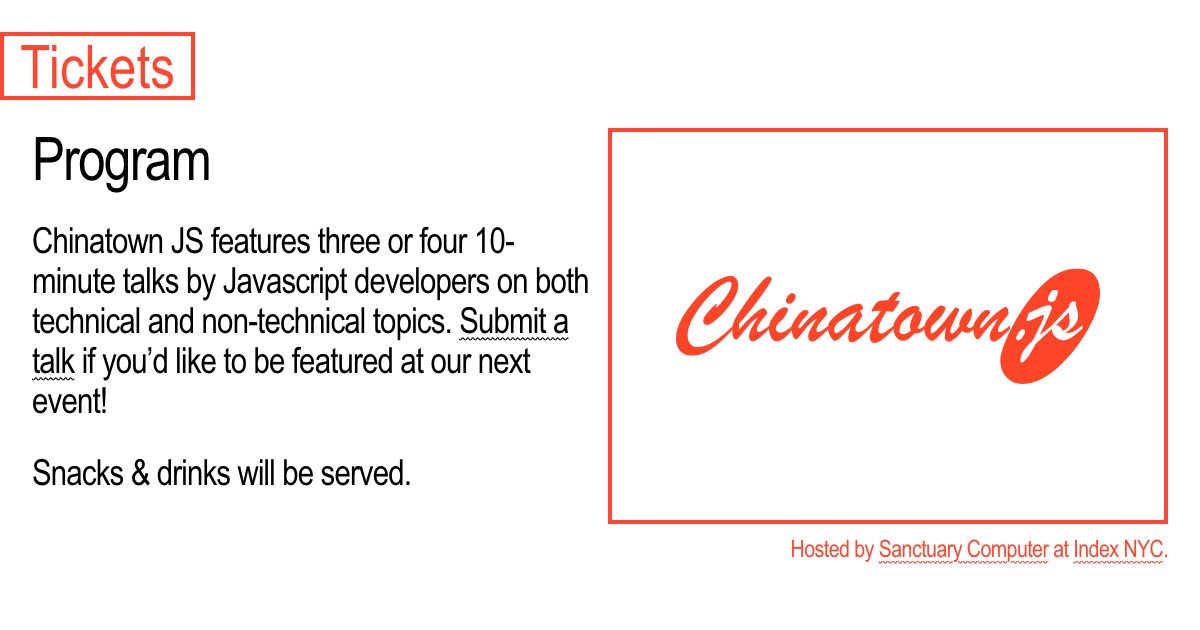 Tickets
Program
Chinatown JS features three or four 10-
minute talks by Javascript developers on both
technical and non-technical topics. Submit a
talk if you’d like to be featured at our next
event!
Snacks & drinks will be served.
Chinatown.js
Hosted by Sanctuary Computer at Index NYC.